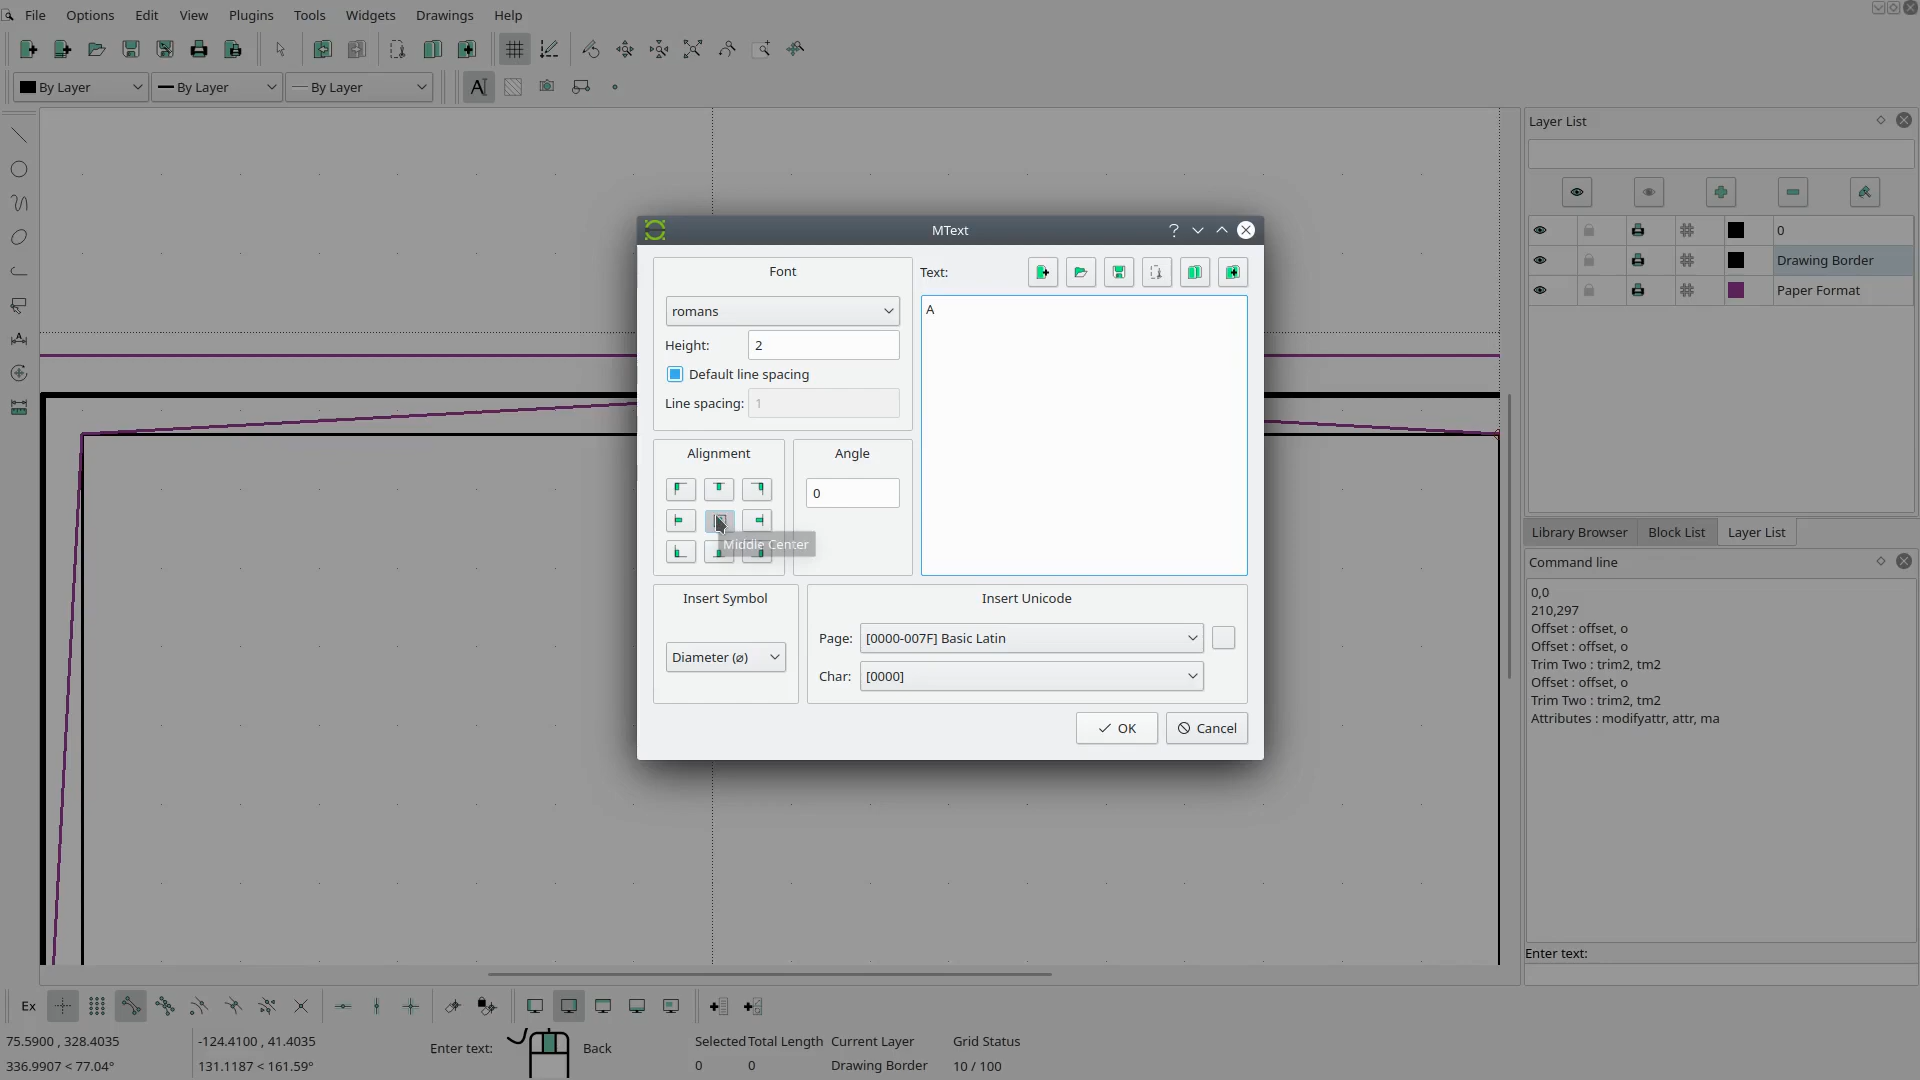 File Options Edit View Plugins Tools Widgets Drawings Help
By Layer By Layer By Layer
Layer List
0
Drawing Border
Paper Format
MText
Font
romans
Height: 2
Default line spacing
Line spacing: 1
Text:
A
Alignment
Angle
0
Middle Center
Insert Symbol
Diameter (⌀)
Insert Unicode
Page: [0000-007F] Basic Latin
Char: [0000]
OK Cancel
Library Browser Block List Layer List
Command line
0,0
210,297
Offset : offset, o
Offset : offset, o
Trim Two : trim2, tm2
Offset : offset, o
Trim Two : trim2, tm2
Attributes : modifyattr, attr, ma
Enter text:
Ex
75.5900 , 328.4035
336.9907 < 77.04°
-124.4100 , 41.4035
131.1187 < 161.59°
Enter text: Back
Selected Total Length Current Layer Grid Status
0 0 Drawing Border 10 / 100